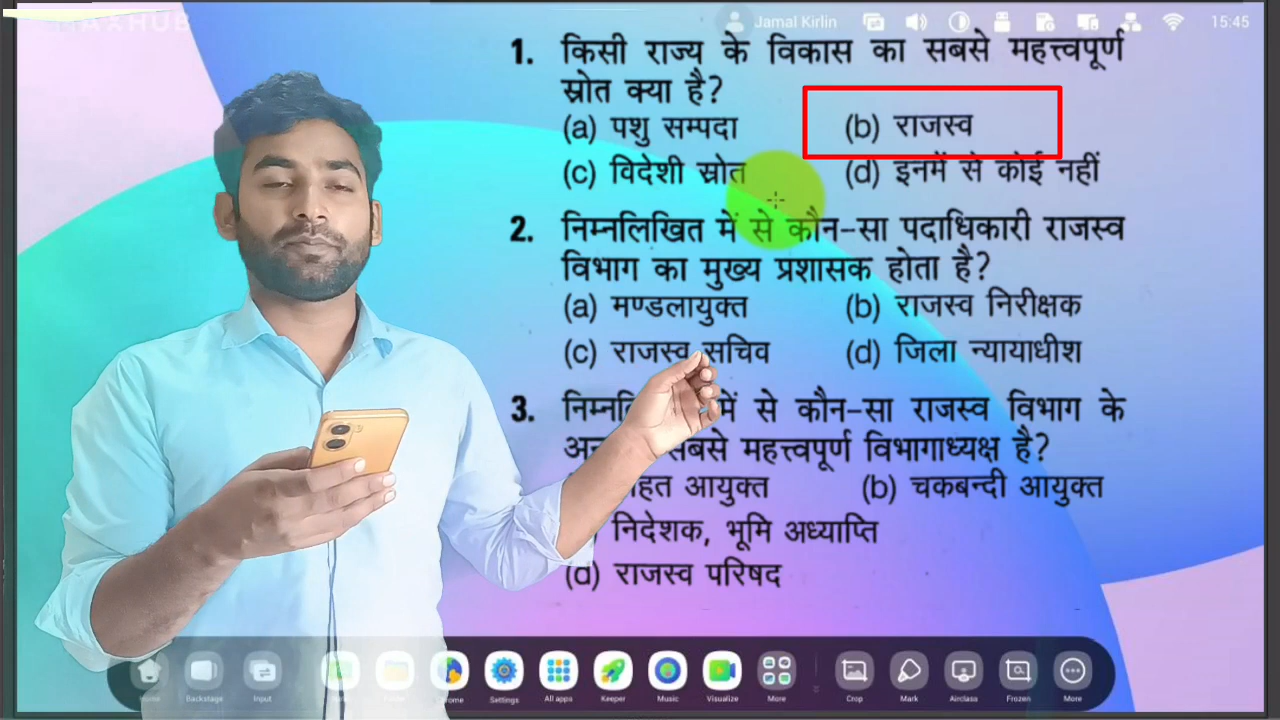 Jamal Kirlin 15:45
1. किसी राज्य के विकास का सबसे महत्त्वपूर्ण
स्रोत क्या है?
(a) पशु सम्पदा (b) राजस्व
(c) विदेशी स्रोत (d) इनमें से कोई नहीं
2. निम्नलिखित में से कौन-सा पदाधिकारी राजस्व
विभाग का मुख्य प्रशासक होता है?
(a) मण्डलायुक्त (b) राजस्व निरीक्षक
(c) राजस्व सचिव (d) जिला न्यायाधीश
3. में से कौन-सा राजस्व विभाग के
सबसे महत्त्वपूर्ण विभागाध्यक्ष है?
आयुक्त (b) चकबन्दी आयुक्त
निदेशक, भूमि अध्याप्ति
(d) राजस्व परिषद
Home Backstage Input Settings All apps Keeper Music Visualize More Crop Mark Airclass Frozen More